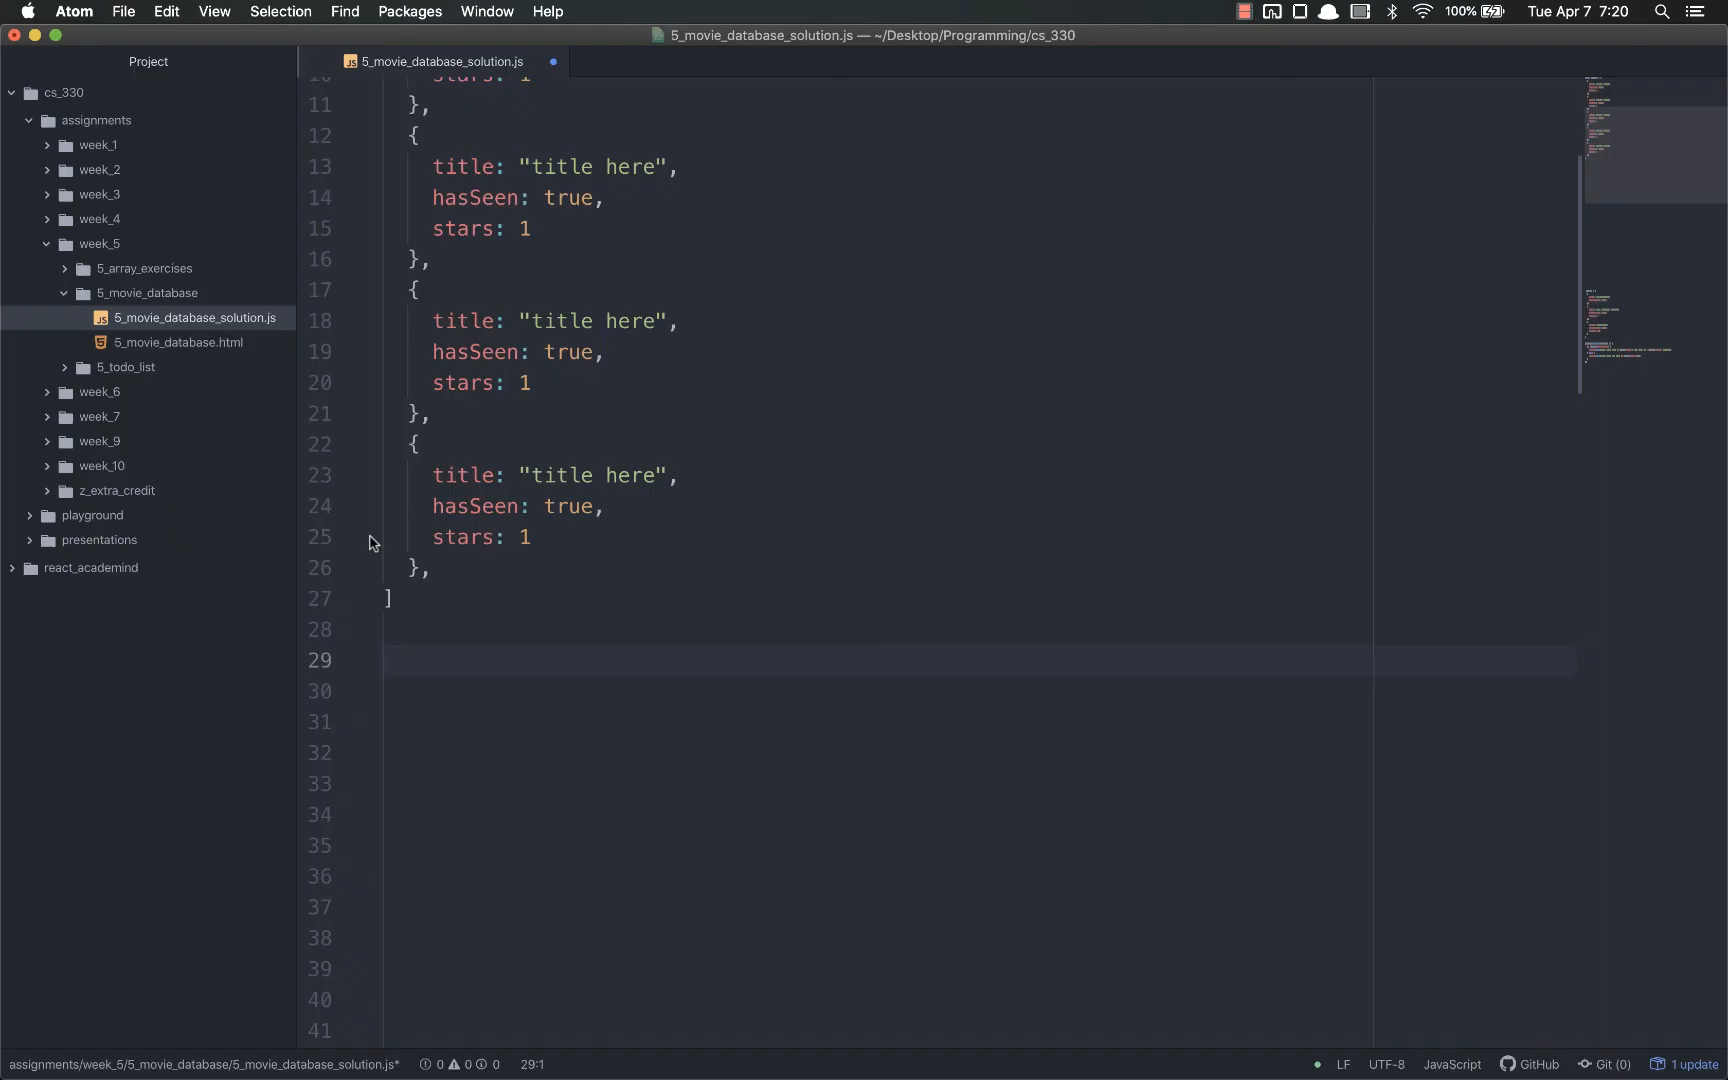 Atom File Edit View Selection Find Packages Window Help 100% Tue Apr 7 7:20
5_movie_database_solution.js — ~/Desktop/Programming/cs_330
Project
5_movie_database_solution.js
cs_330
assignments
week_1
week_2
week_3
week_4
week_5
5_array_exercises
5_movie_database
5_movie_database_solution.js
5_movie_database.html
5_todo_list
week_6
week_7
week_9
week_10
z_extra_credit
playground
presentations
react_academind
10 stars: 1
11 },
12 {
13 title: "title here",
14 hasSeen: true,
15 stars: 1
16 },
17 {
18 title: "title here",
19 hasSeen: true,
20 stars: 1
21 },
22 {
23 title: "title here",
24 hasSeen: true,
25 stars: 1
26 },
27 ]
28
29
30
31
32
33
34
35
36
37
38
39
40
41
assignments/week_5/5_movie_database/5_movie_database_solution.js* 0 0 0 29:1 LF UTF-8 JavaScript GitHub Git (0) 1 update